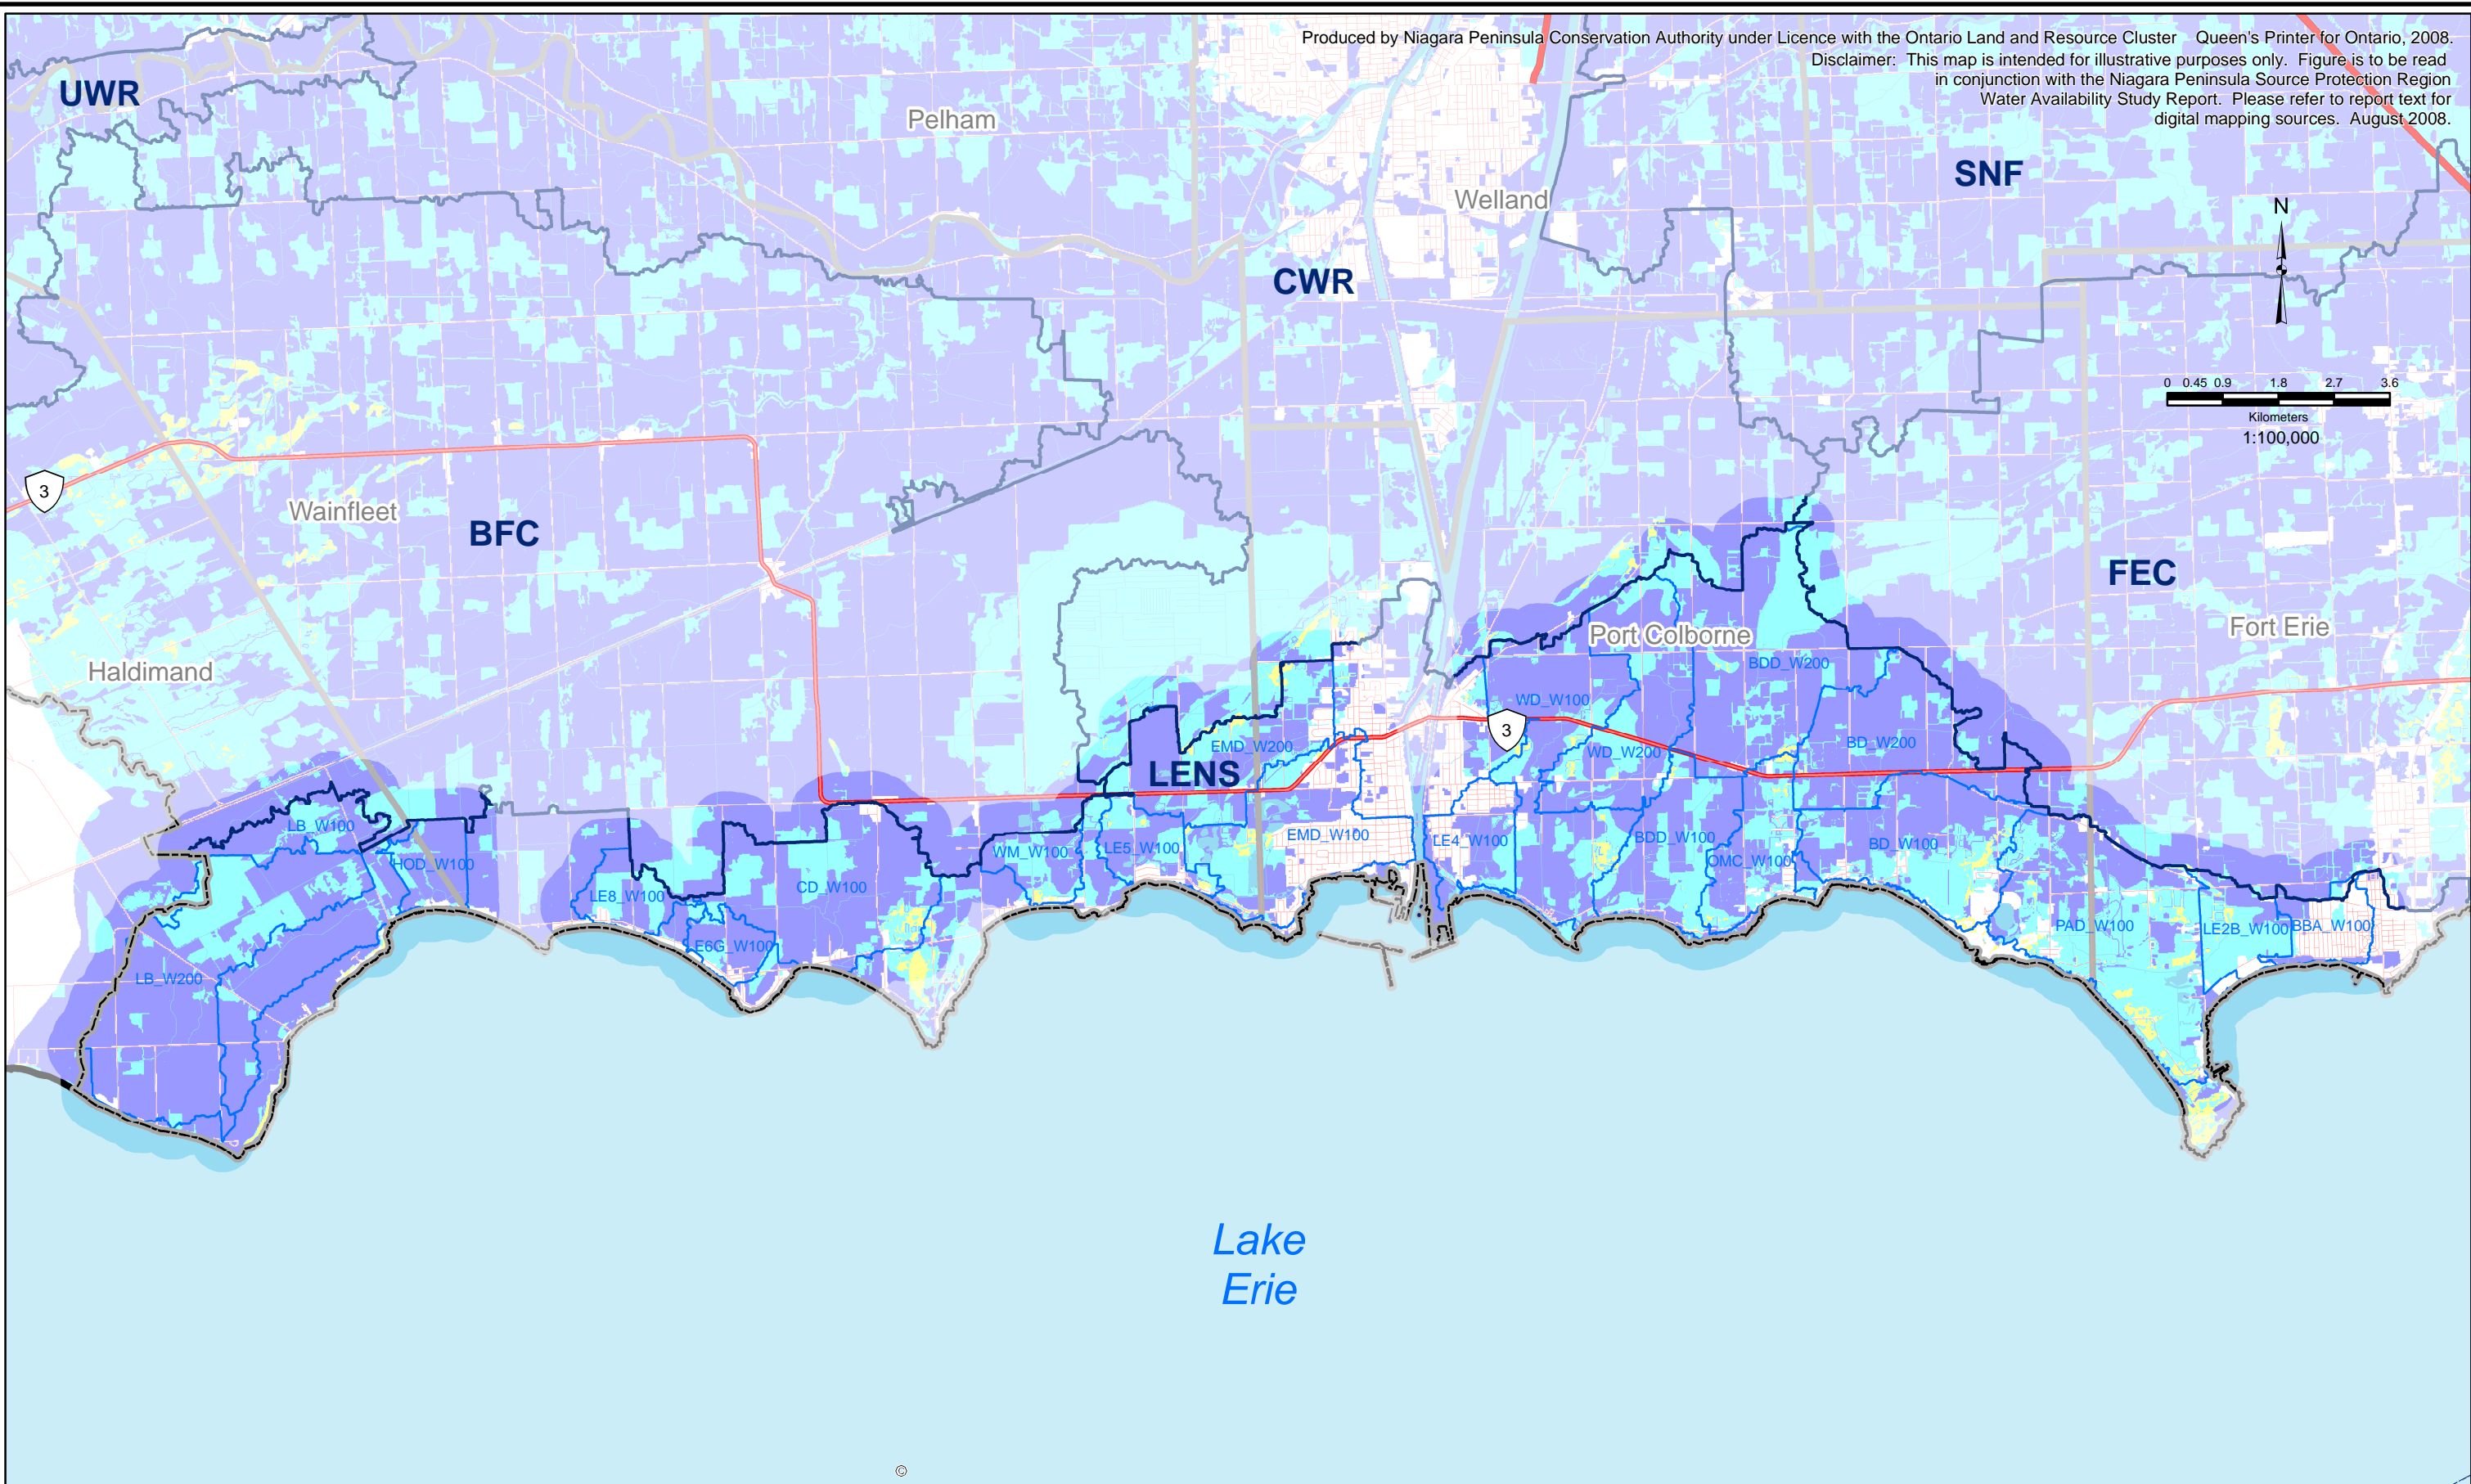 Produced by Niagara Peninsula Conservation Authority under Licence with the Ontario Land and Resource Cluster Queen's Printer for Ontario, 2008.
Disclaimer: This map is intended for illustrative purposes only. Figure is to be read
in conjunction with the Niagara Peninsula Source Protection Region
Water Availability Study Report. Please refer to report text for
digital mapping sources. August 2008.
UWR
Pelham
SNF
Welland
N
CWR
0 0.45 0.9 1.8 2.7 3.6
Kilometers
1:100,000
3
Wainfleet
BFC
FEC
Port Colborne
Fort Erie
Haldimand
BDD_W200
WD_W100
3
EMD_W200
WD_W200
BD_W200
LENS
LB_W100
EMD_W100
LE4_W100
BDD_W100
BD_W100
WM_W100
LE5_W100
HOD_W100
OMC_W100
CD_W100
LE8_W100
PAD_W100
LE2B_W100
BBA_W100
E6G_W100
LB_W200
Lake
Erie
©